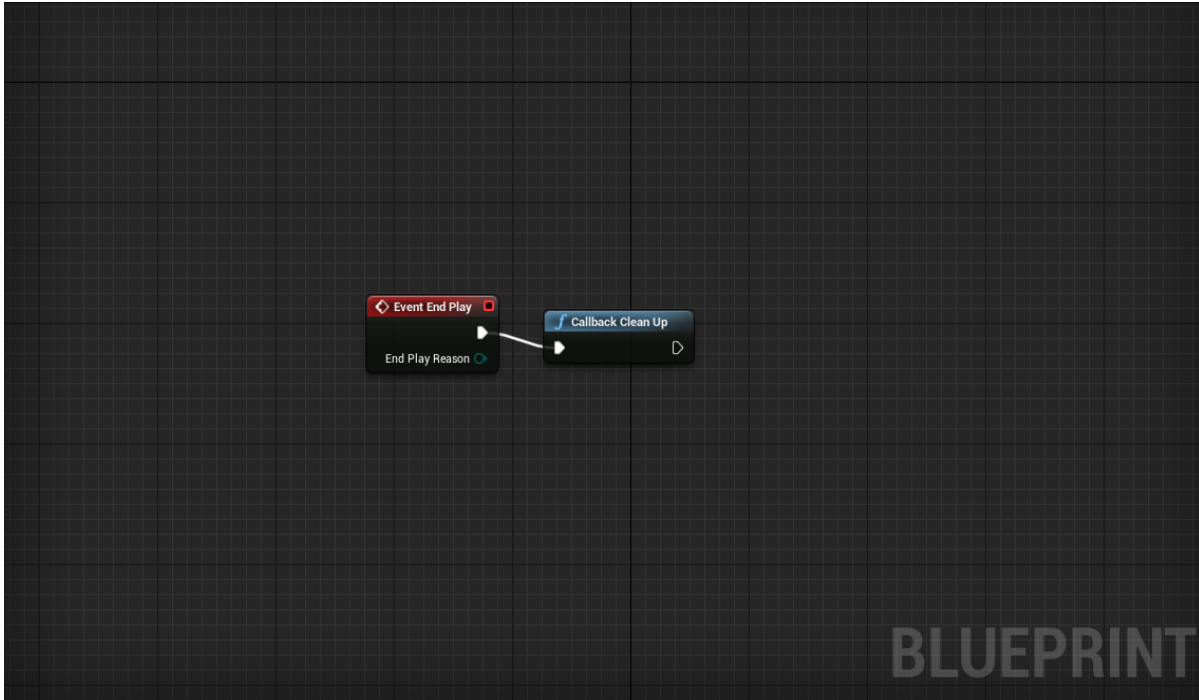 Event End Play
End Play Reason
Callback Clean Up
BLUEPRINT